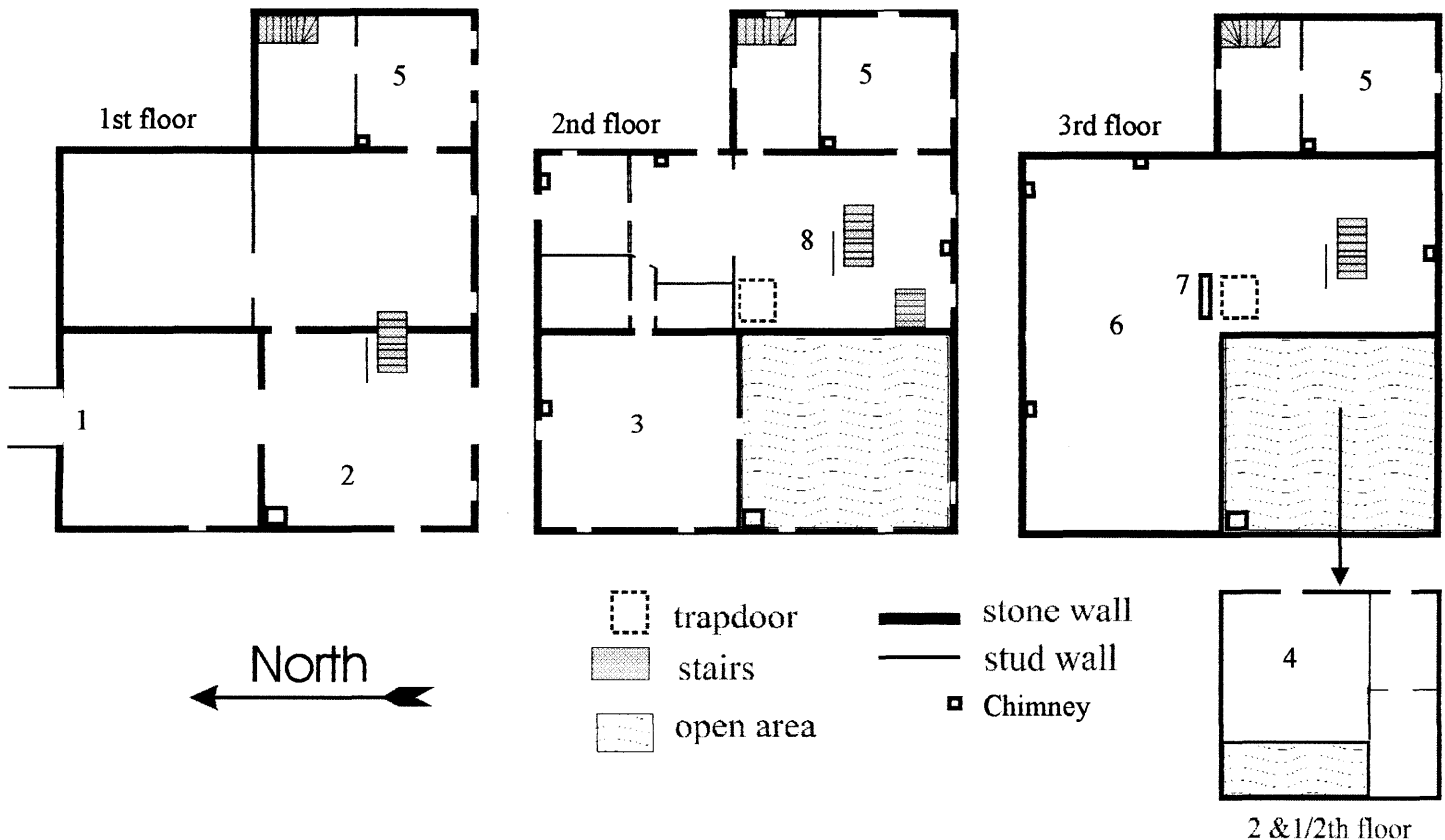 5
5
5
1st floor
2nd floor
3rd floor
8
7
6
1
3
2
trapdoor
stone wall
stairs
stud wall
Chimney
open area
North
4
2 &1/2th floor